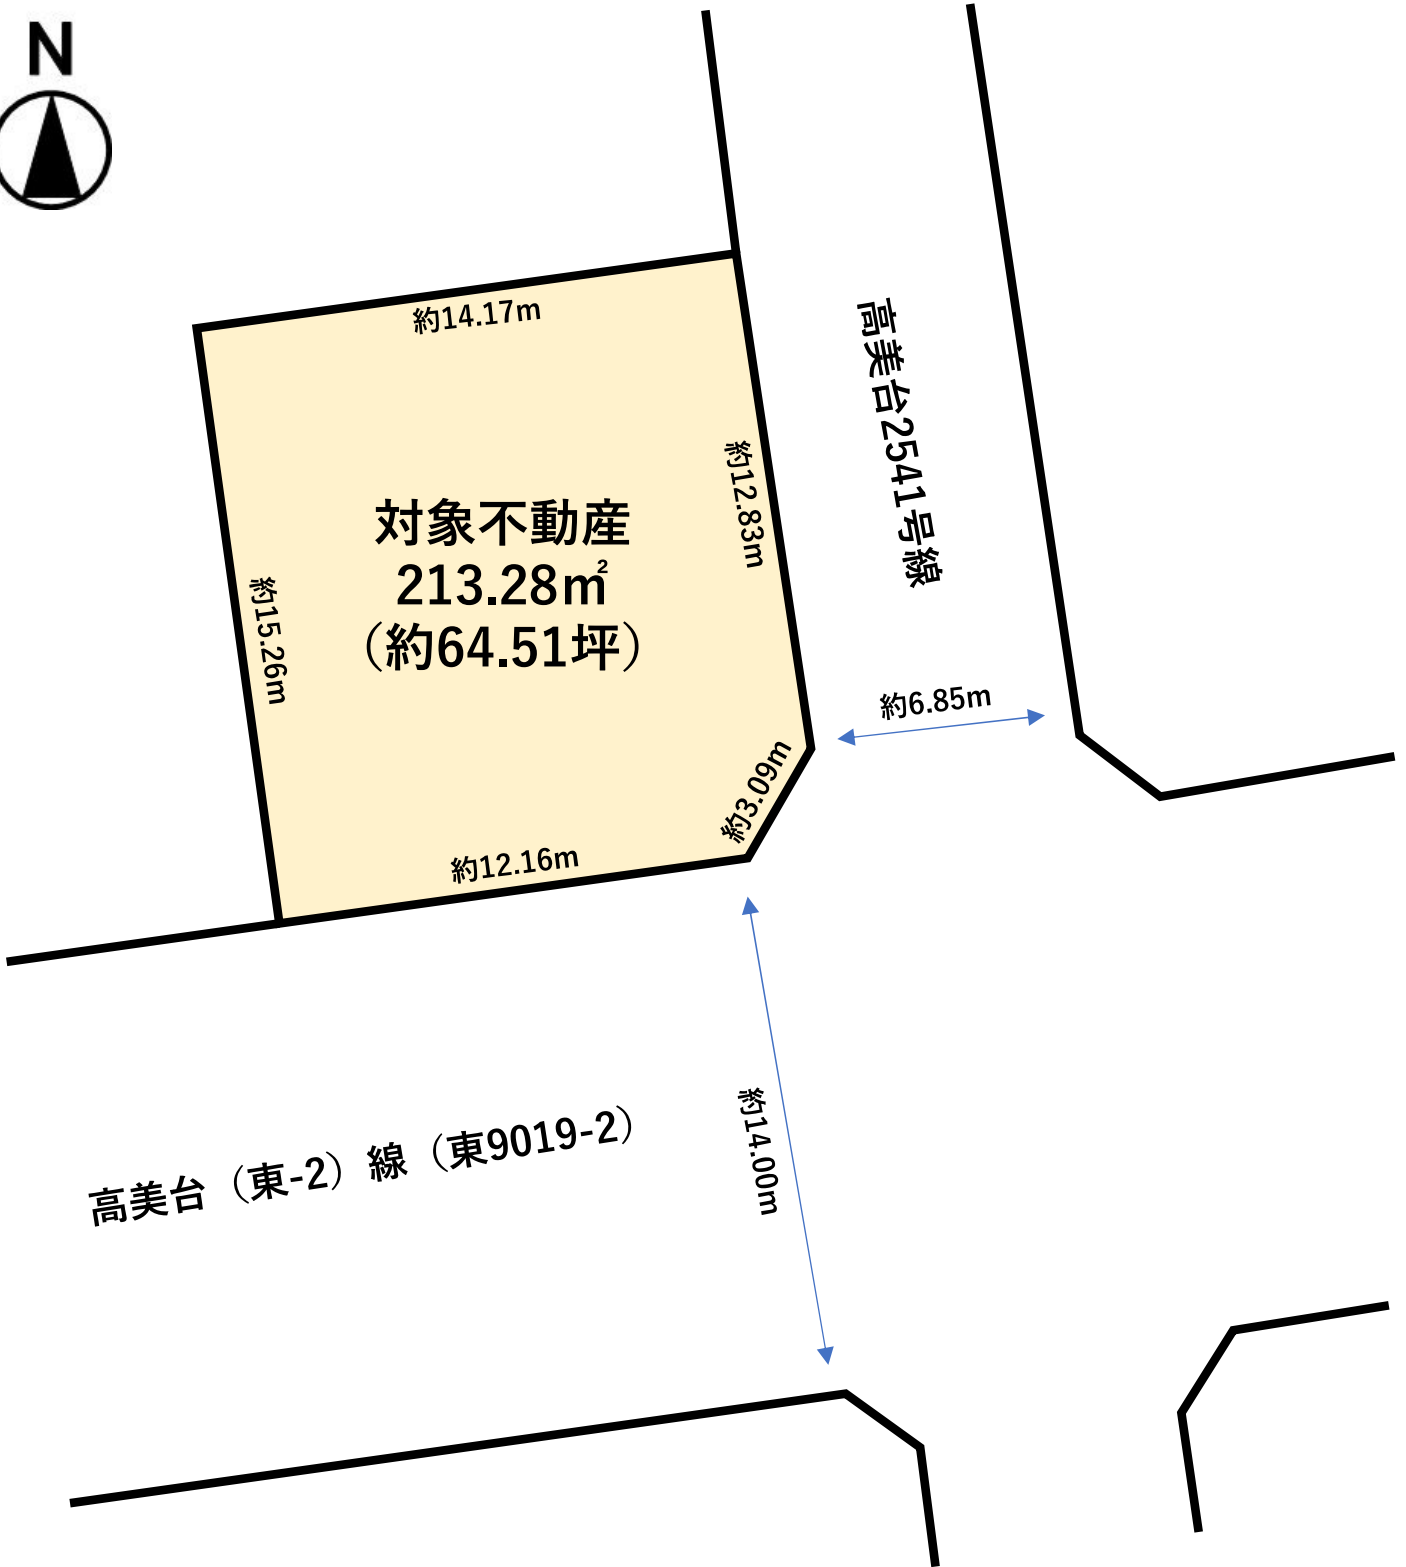 N
約14.17m
高美台2541号線
約12.83m
対象不動産
213.28㎡
（約64.51坪）
約15.26m
約6.85m
約3.09m
約12.16m
約14.00m
高美台（東-2）線（東9019-2）